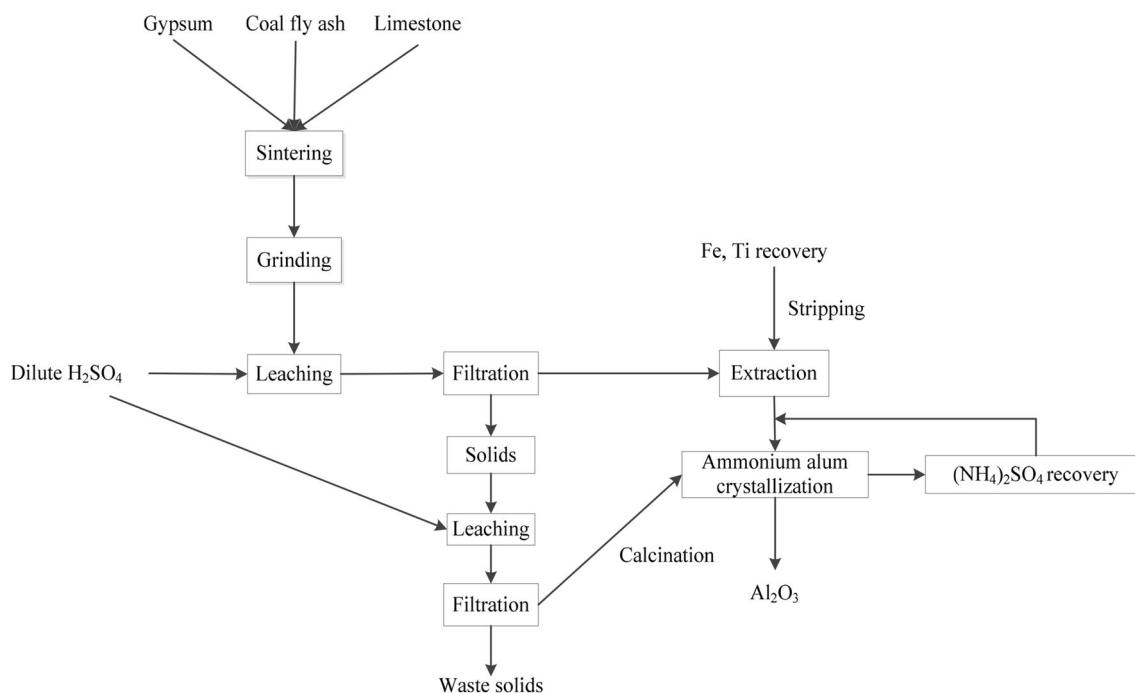 Gypsum
Coal fly ash
Limestone
Sintering
Grinding
Fe, Ti recovery
Stripping
Dilute H₂SO₄
Leaching
Filtration
Extraction
Solids
Ammonium alum
crystallization
(NH₄)₂SO₄ recovery
Leaching
Calcination
Filtration
Al₂O₃
Waste solids